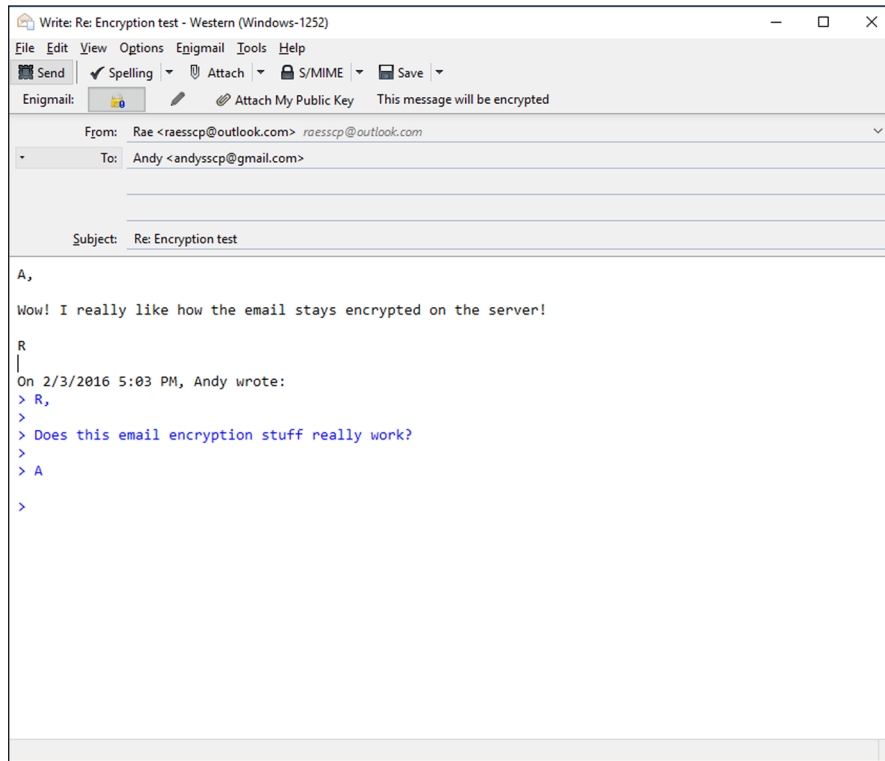 Write: Re: Encryption test - Western (Windows-1252)
File Edit View Options Enigmail Tools Help
Send Spelling Attach S/MIME Save
Enigmail: Attach My Public Key This message will be encrypted
From: Rae <raesscp@outlook.com> raesscp@outlook.com
To: Andy <andysscp@gmail.com>
Subject: Re: Encryption test
A,
Wow! I really like how the email stays encrypted on the server!
R
On 2/3/2016 5:03 PM, Andy wrote:
> R,
>
> Does this email encryption stuff really work?
>
> A
>